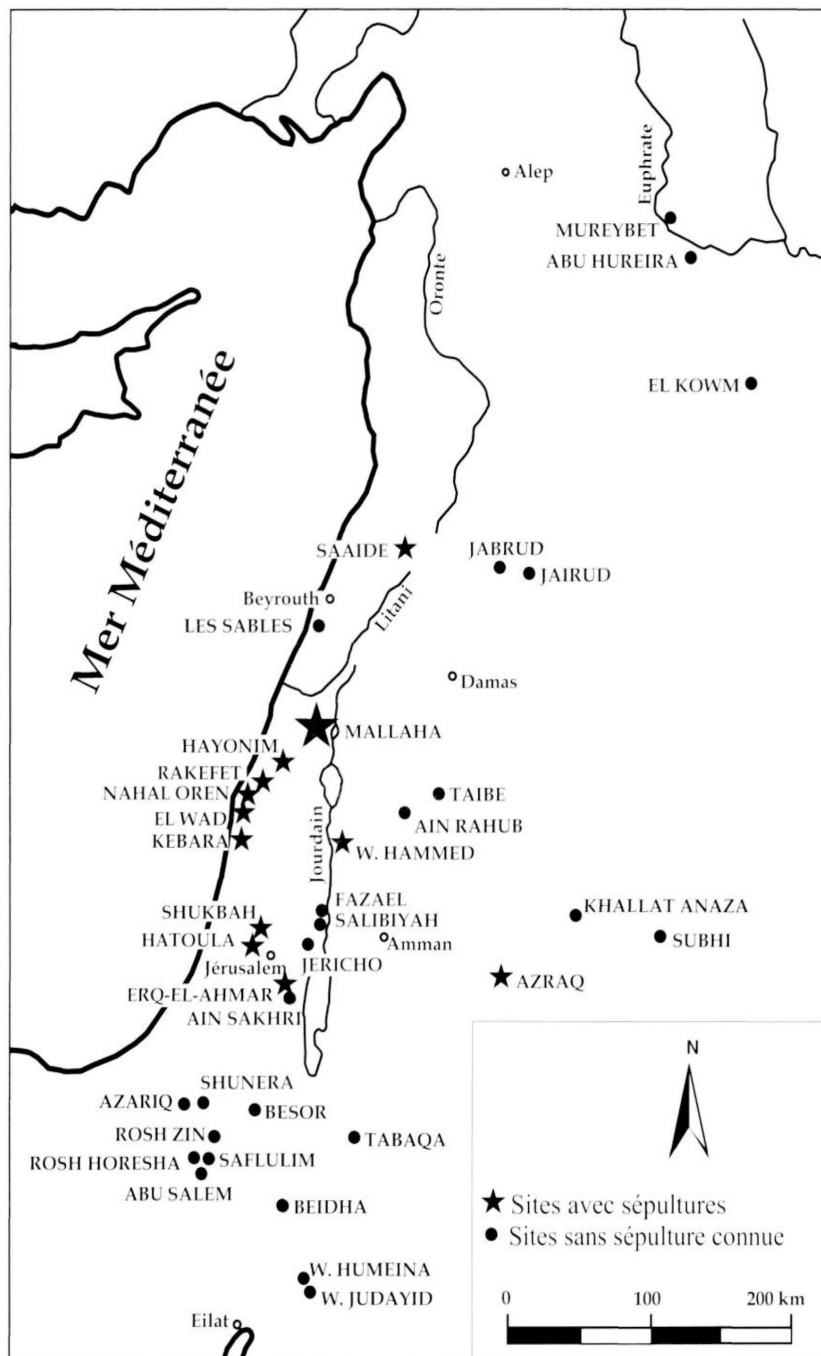 Alep
Euphrate
MUREYBET
ABU HUREIRA
Oronte
EL KOWM
Mer Méditerranée
SAAIDE
JABRUD
JAIRUD
Beyrouth
LES SABLES
Litani
Damas
MALLAHA
HAYONIM
RAKEFET
NAHAL OREN
EL WAD
KEBARA
TAIBE
AIN RAHUB
Jourdain
W. HAMMED
FAZAEL
SALIBIYAH
SHUKBAH
HATOULA
Jérusalem
JERICHO
Amman
KHALLAT ANAZA
SUBHI
AZRAQ
ERQ-EL-AHMAR
AIN SAKHRI
SHUNERA
AZARIQ
BESOR
ROSH ZIN
TABAQA
ROSH HORESHA
SAFLULIM
ABU SALEM
BEIDHA
W. HUMEINA
W. JUDAYID
Eilat
N
Sites avec sépultures
Sites sans sépulture connue
0 100 200 km